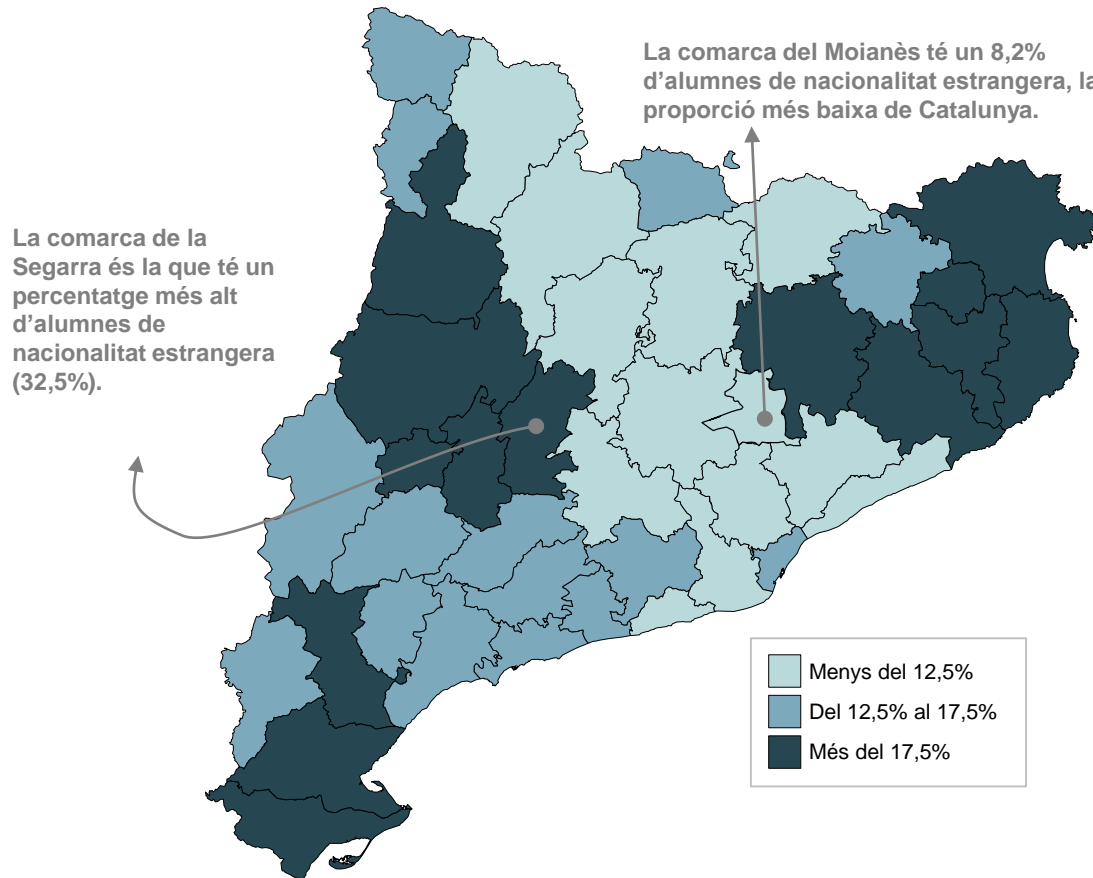 La comarca del Moianès té un 8,2%
d’alumnes de nacionalitat estrangera, la
proporció més baixa de Catalunya.
La comarca de la
Segarra és la que té un
percentatge més alt
d’alumnes de
nacionalitat estrangera
(32,5%).
Menys del 12,5%
Del 12,5% al 17,5%
Més del 17,5%